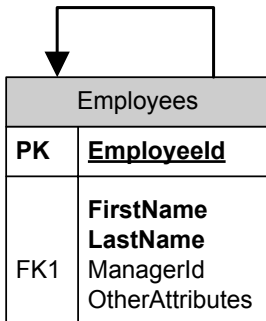 Employees
PK EmployeeId
FirstName
LastName
FK1 ManagerId
OtherAttributes